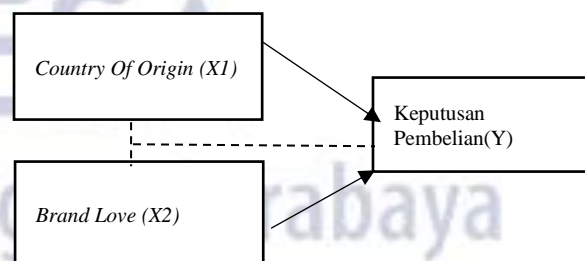 Country Of Origin (X1)
Keputusan
Pembelian(Y)
Brand Love (X2)
rabaya